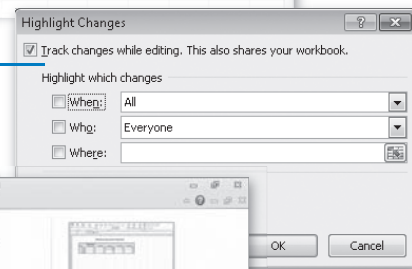 Highlight Changes
Track changes while editing. This also shares your workbook.
Highlight which changes
When: All
Who: Everyone
Where:
OK Cancel